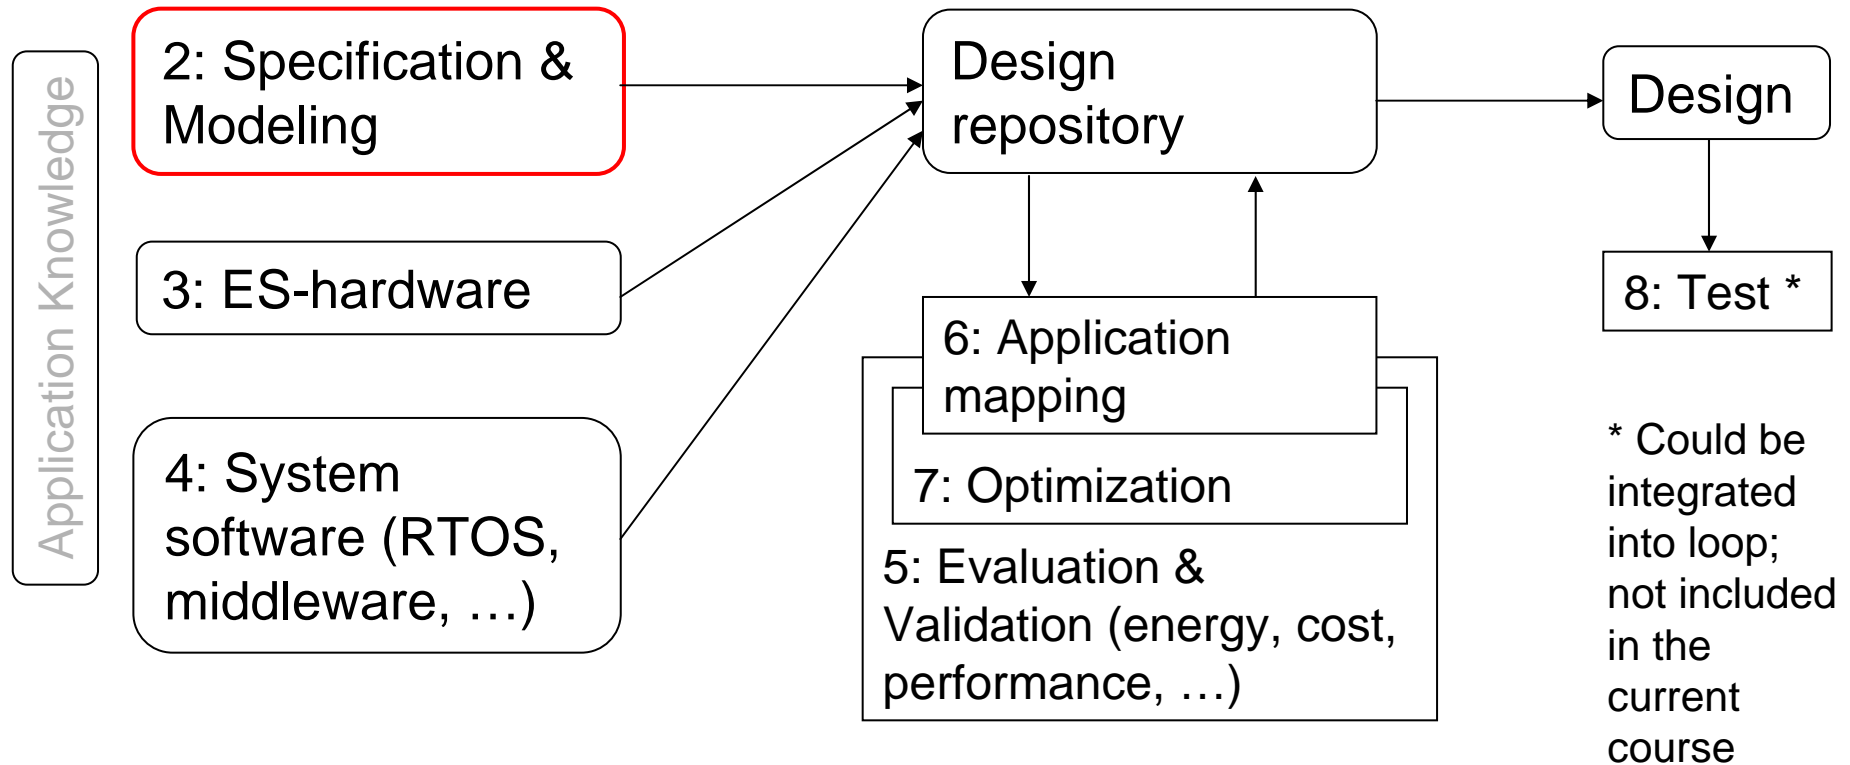 Application Knowledge
2: Specification &
Modeling
3: ES-hardware
4: System
software (RTOS,
middleware, …)
Design
repository
6: Application
mapping
7: Optimization
5: Evaluation &
Validation (energy, cost,
performance, …)
Design
8: Test *
* Could be
integrated
into loop;
not included
in the
current
course